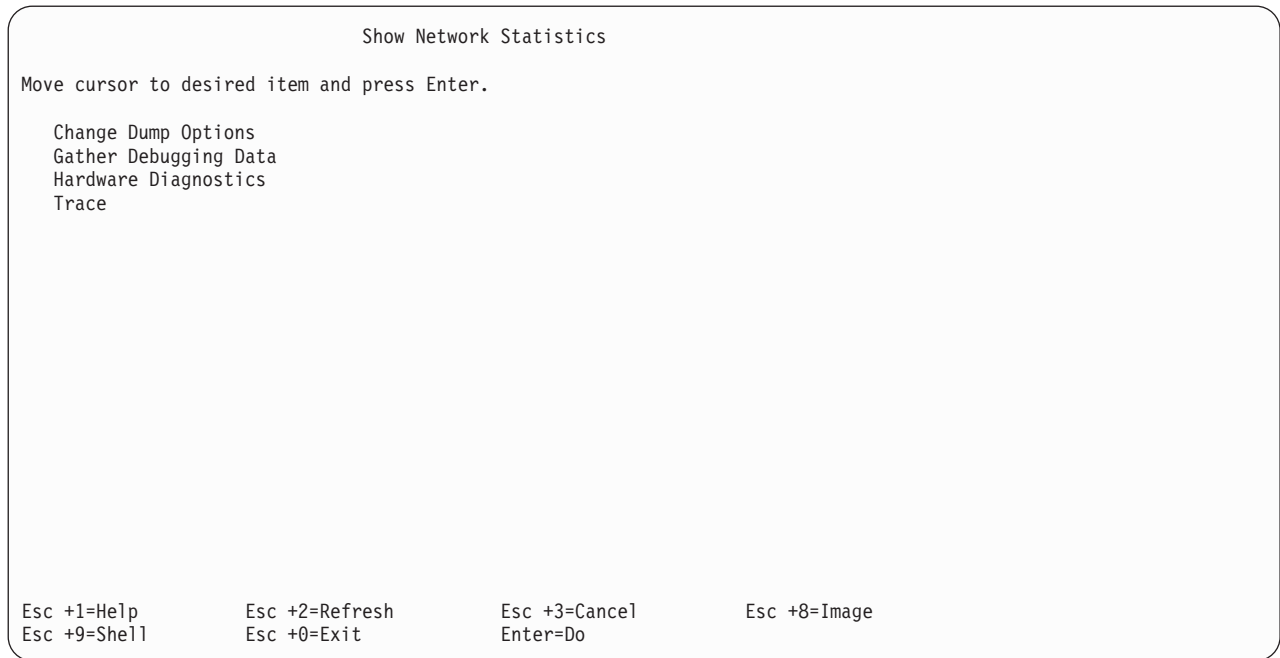 Show Network Statistics
Move cursor to desired item and press Enter.
Change Dump Options
Gather Debugging Data
Hardware Diagnostics
Trace
Esc +1=Help Esc +2=Refresh Esc +3=Cancel Esc +8=Image
Esc +9=Shell Esc +0=Exit Enter=Do